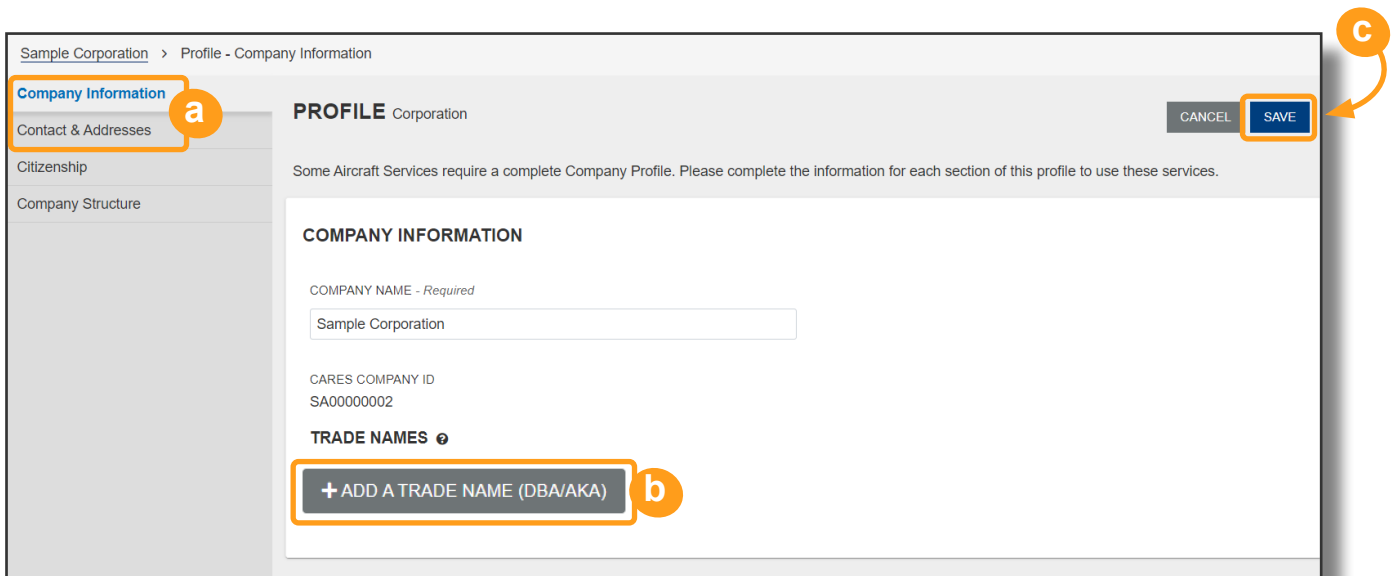 c
Sample Corporation > Profile - Company Information
Company Information
a
Contact & Addresses
Citizenship
Company Structure
PROFILE Corporation
CANCEL
SAVE
Some Aircraft Services require a complete Company Profile. Please complete the information for each section of this profile to use these services.
COMPANY INFORMATION
COMPANY NAME - Required
Sample Corporation
CARES COMPANY ID
SA00000002
TRADE NAMES ?
+ ADD A TRADE NAME (DBA/AKA)
b